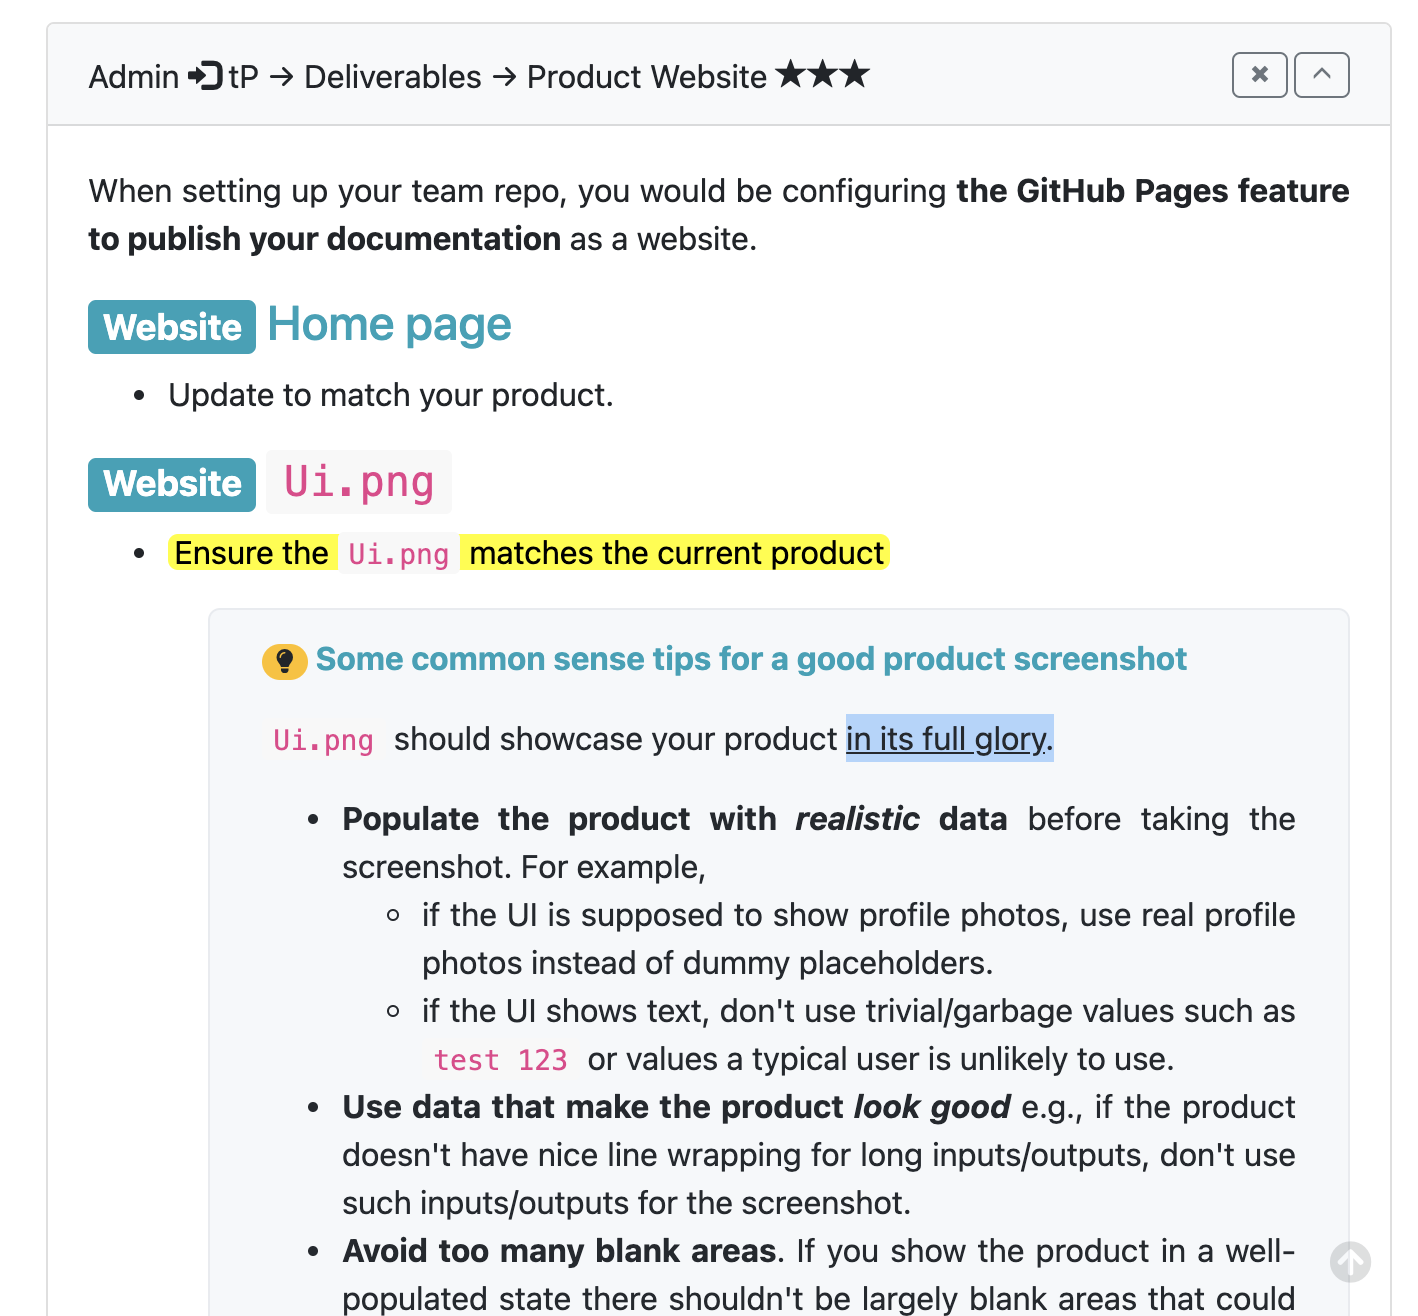 Admin tP → Deliverables → Product Website ★★★
When setting up your team repo, you would be configuring the GitHub Pages feature
to publish your documentation as a website.
Website Home page
• Update to match your product.
Website Ui.png
• Ensure the Ui.png matches the current product
Some common sense tips for a good product screenshot
Ui.png should showcase your product in its full glory.
• Populate the product with realistic data before taking the
screenshot. For example,
◦ if the UI is supposed to show profile photos, use real profile
photos instead of dummy placeholders.
◦ if the UI shows text, don't use trivial/garbage values such as
test 123 or values a typical user is unlikely to use.
• Use data that make the product look good e.g., if the product
doesn't have nice line wrapping for long inputs/outputs, don't use
such inputs/outputs for the screenshot.
• Avoid too many blank areas. If you show the product in a well-
populated state there shouldn't be largely blank areas that could